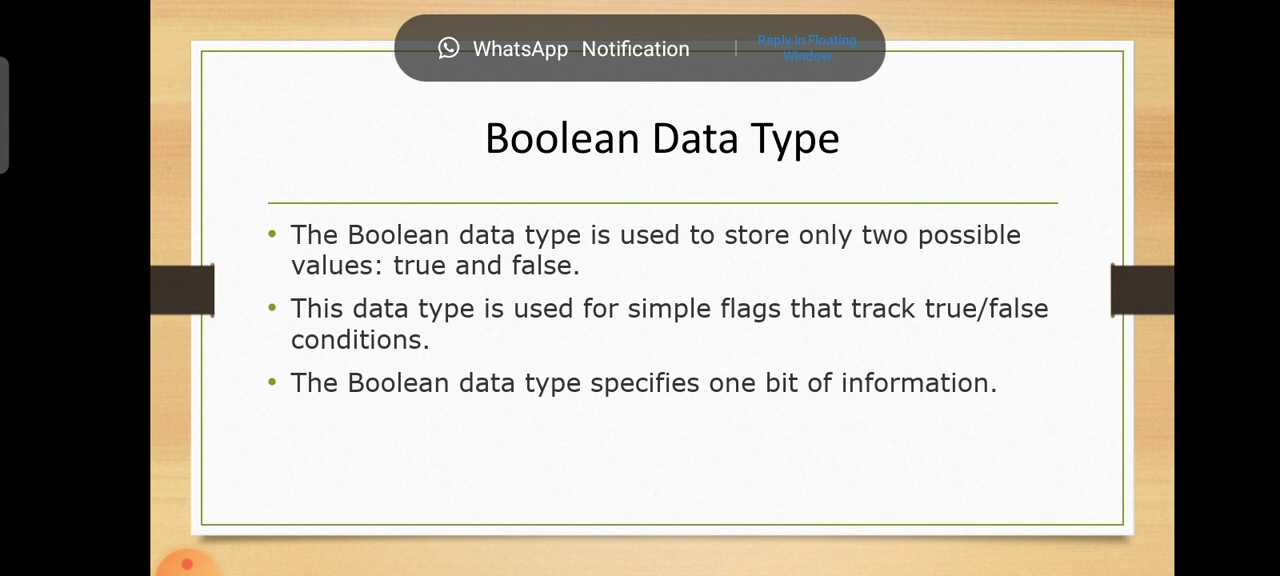 WhatsApp Notification
Reply in Floating
Window
Boolean Data Type
• The Boolean data type is used to store only two possible
values: true and false.
• This data type is used for simple flags that track true/false
conditions.
• The Boolean data type specifies one bit of information.